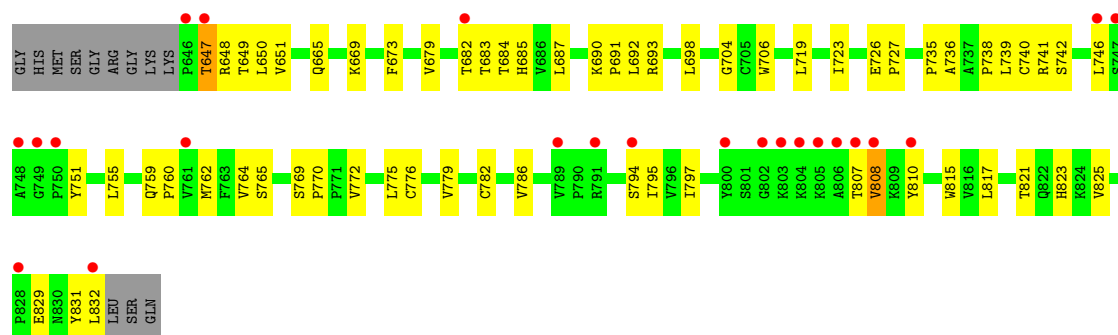 GLY HIS MET SER GLY ARG GLY LYS LYS P646 T647 R648 T649 L650 V651 Q665 K669 F673 V679 T682 T683 T684 H685 V686 L687 K690 P691 L692 R693 L698 G704 C705 W706 L719 I723 E726 P727 P735 A736 A737 P738 L739 C740 R741 S742 L746 S747
A748 G749 P750 Y751 L755 Q759 P760 V761 M762 F763 V764 S765 S769 P770 P771 V772 L775 C776 V779 C782 V786 V789 P790 R791 S794 I795 V796 I797 Y800 S801 G802 K803 K804 K805 A806 T807 V808 K809 Y810 W815 V816 L817 T821 Q822 H823 K824 V825
P828 E829 N830 Y831 L832 LEU SER GLN